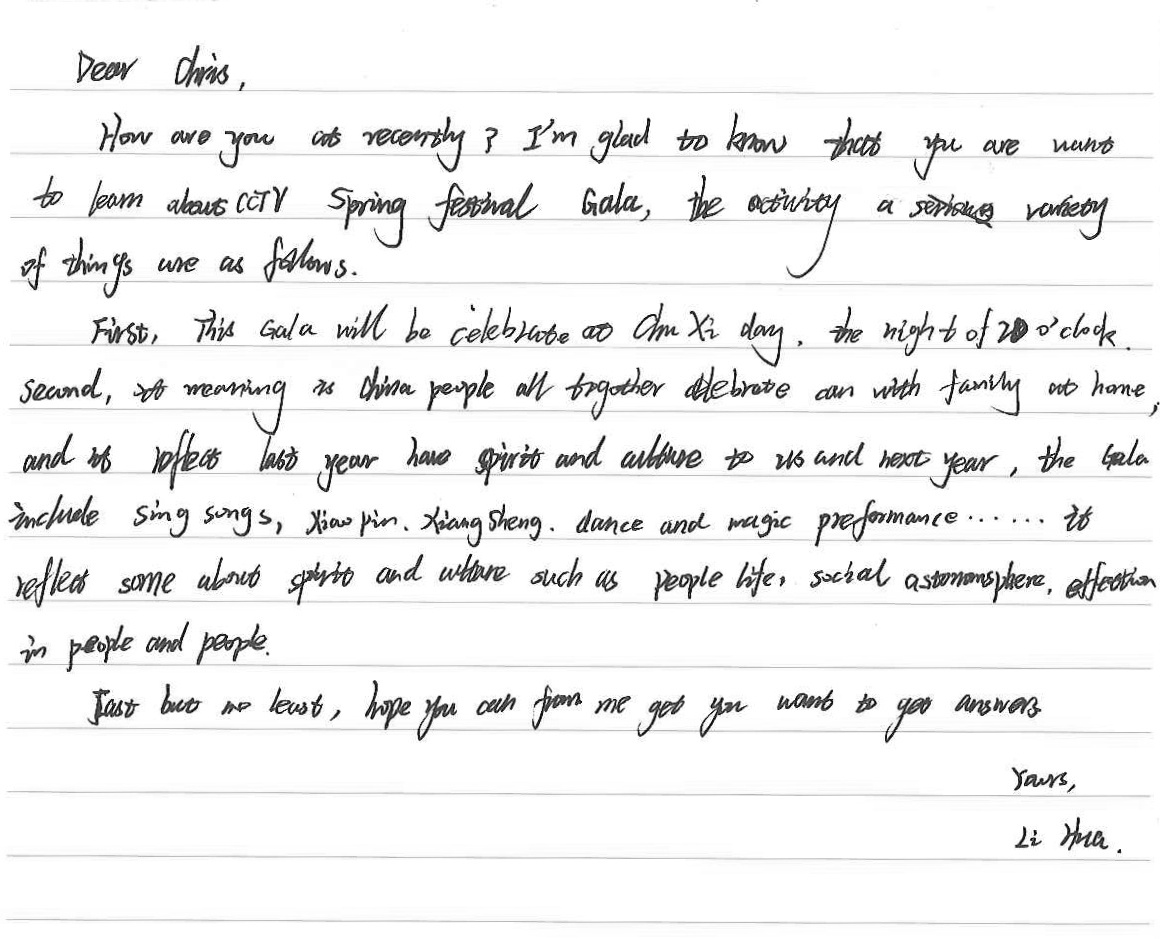 Dear Chris,
How are you at recently? I'm glad to know that you are want
to learn about CCTV Spring festival Gala, the activity a serious variety
of things are as follows.
First, This Gala will be celebrate at Chu Xi day, the night of 20 o'clock.
second, it meaning is China people all together celebrate can with family at home,
and it reflect last year have spirit and culture to us and next year, the Gala
include sing songs, Xiao pin. Xiang Sheng. dance and magic preformance...... it
reflect some about spirit and culture such as people life, social astomosphere, effection
in people and people.
Last but no least, hope you can from me get you want to get answers
Yours,
Li Hua.